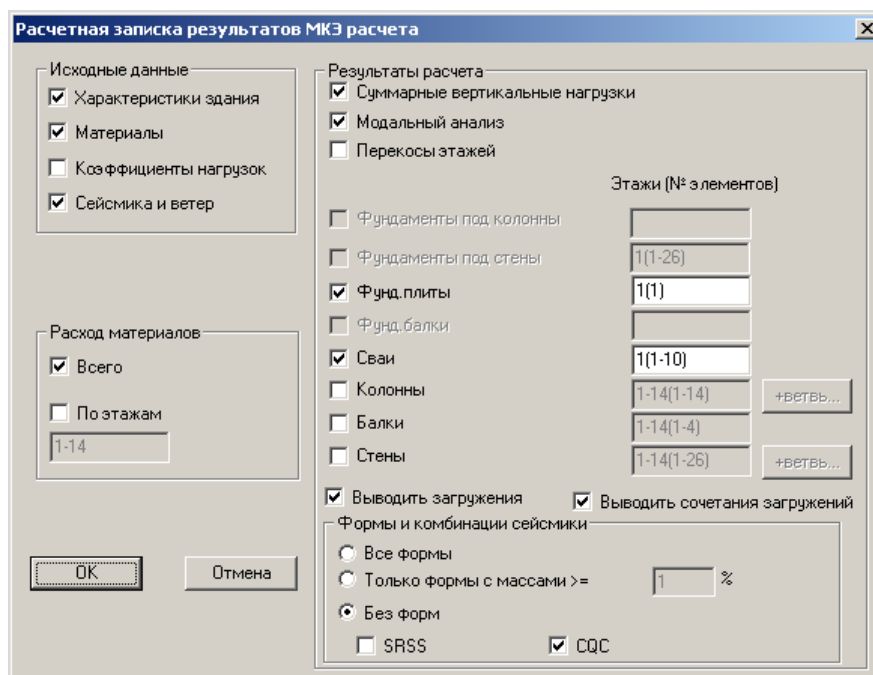 Расчетная записка результатов МКЭ расчета
Исходные данные
Характеристики здания
Материалы
Коэффициенты нагрузок
Сейсмика и ветер
Расход материалов
Всего
По этажам
1-14
OK
Отмена
Результаты расчета
Суммарные вертикальные нагрузки
Модальный анализ
Перекосы этажей
Этажи (№ элементов)
Фундаменты под колонны
Фундаменты под стены 1(1-26)
Фунд.плиты 1(1)
Фунд.балки
Сваи 1(1-10)
Колонны 1-14(1-14) +ветвь...
Балки 1-14(1-4)
Стены 1-14(1-26) +ветвь...
Выводить загружения Выводить сочетания загружений
Формы и комбинации сейсмики
Все формы
Только формы с массами >= 1 %
Без форм
SRSS CQC